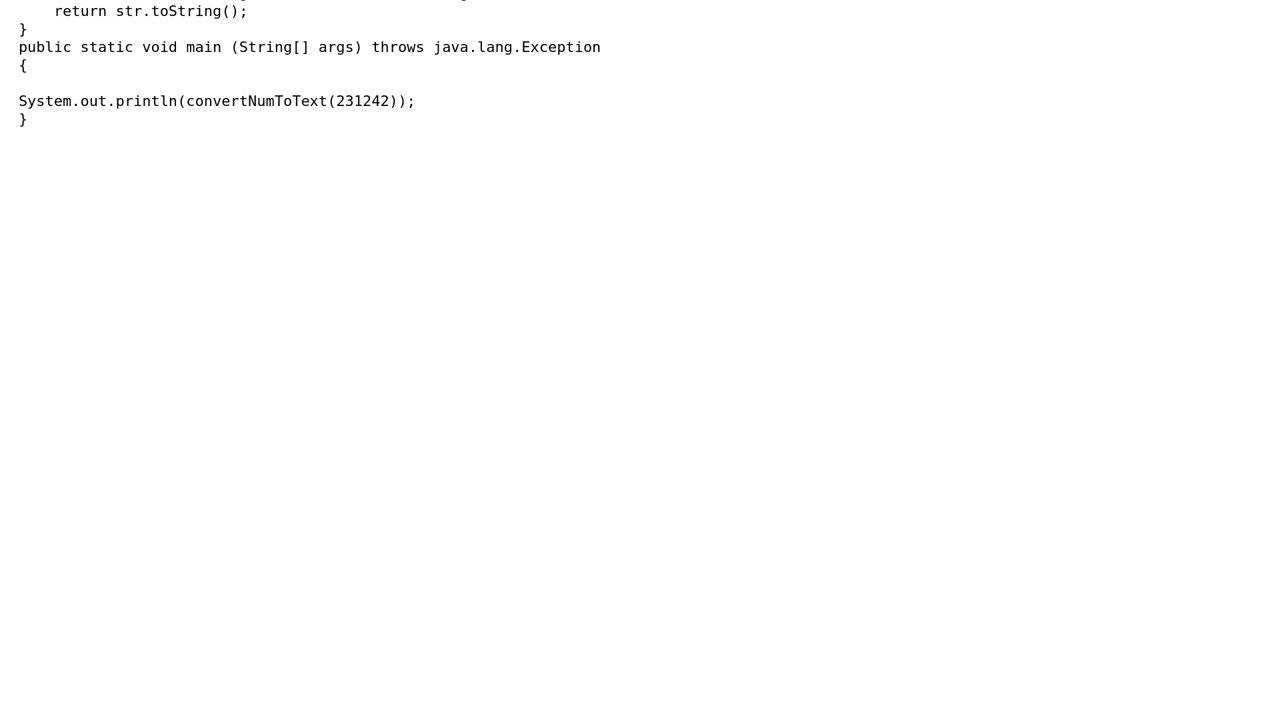 return str.toString();
}
public static void main (String[] args) throws java.lang.Exception
{

System.out.println(convertNumToText(231242));
}